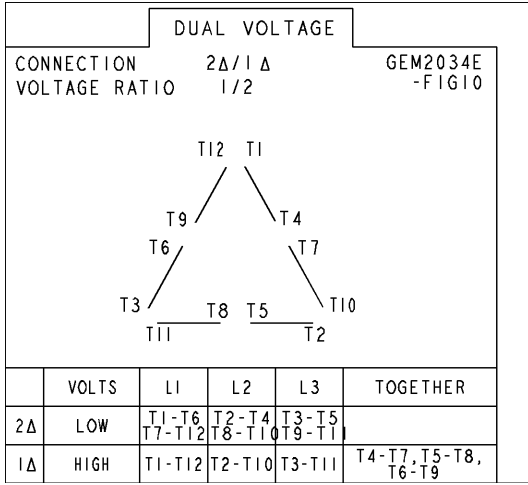 DUAL VOLTAGE
CONNECTION 2Δ/1 Δ GEM2034E
VOLTAGE RATIO 1/2 -FIG10
T12 T1
T9 T4
T6 T7
T3 T8 T5 T10
T11 T2
VOLTS L1 L2 L3 TOGETHER
2Δ LOW T1-T6 T2-T4 T3-T5
T7-T12 T8-T10 T9-T11
1Δ HIGH T1-T12 T2-T10 T3-T11 T4-T7,T5-T8,
T6-T9